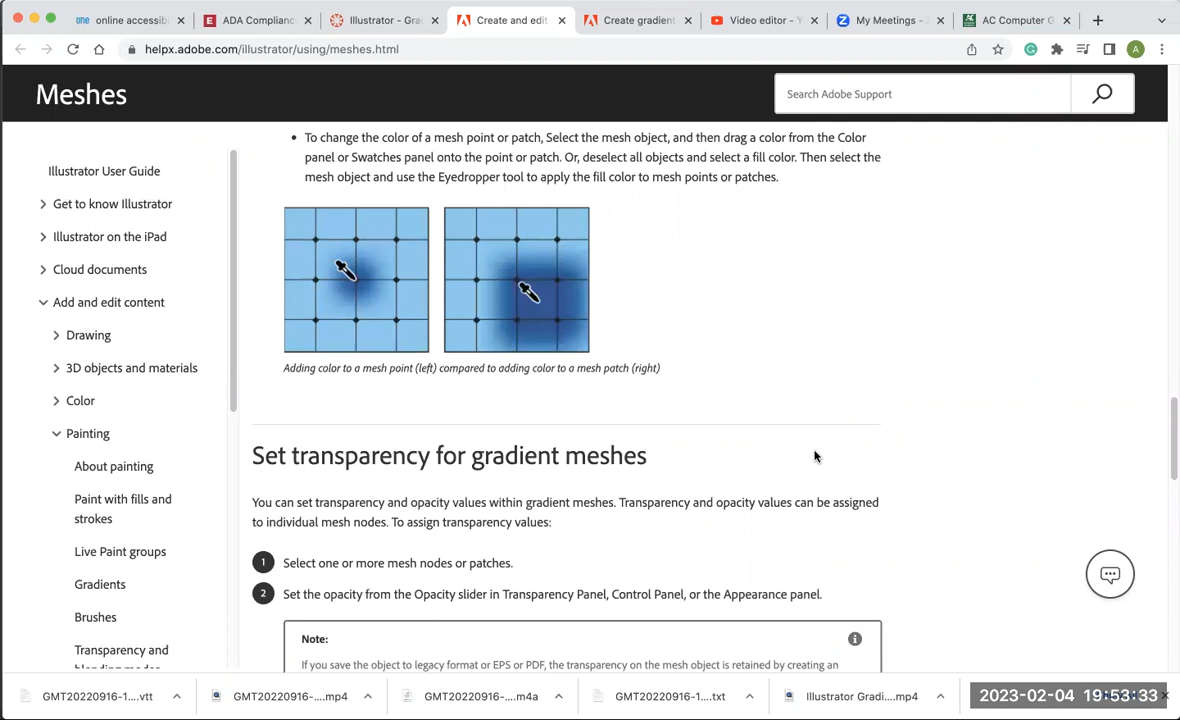 one online accessib
E ADA Compliance
Illustrator - Gra
Create and edit
Create gradient
Video editor - Y
My Meetings - Z
AC Computer G
helpx.adobe.com/illustrator/using/meshes.html
A
Meshes
Search Adobe Support
Illustrator User Guide
Get to know Illustrator
Illustrator on the iPad
Cloud documents
Add and edit content
Drawing
3D objects and materials
Color
Painting
About painting
Paint with fills and
strokes
Live Paint groups
Gradients
Brushes
Transparency and
blending modes
• To change the color of a mesh point or patch, Select the mesh object, and then drag a color from the Color
panel or Swatches panel onto the point or patch. Or, deselect all objects and select a fill color. Then select the
mesh object and use the Eyedropper tool to apply the fill color to mesh points or patches.
Adding color to a mesh point (left) compared to adding color to a mesh patch (right)
Set transparency for gradient meshes
You can set transparency and opacity values within gradient meshes. Transparency and opacity values can be assigned
to individual mesh nodes. To assign transparency values:
1 Select one or more mesh nodes or patches.
2 Set the opacity from the Opacity slider in Transparency Panel, Control Panel, or the Appearance panel.
Note:
If you save the object to legacy format or EPS or PDF, the transparency on the mesh object is retained by creating an
GMT20220916-1....vtt
GMT20220916-....mp4
GMT20220916-....m4a
GMT20220916-1....txt
Illustrator Gradi....mp4
2023-02-04 19:53:33